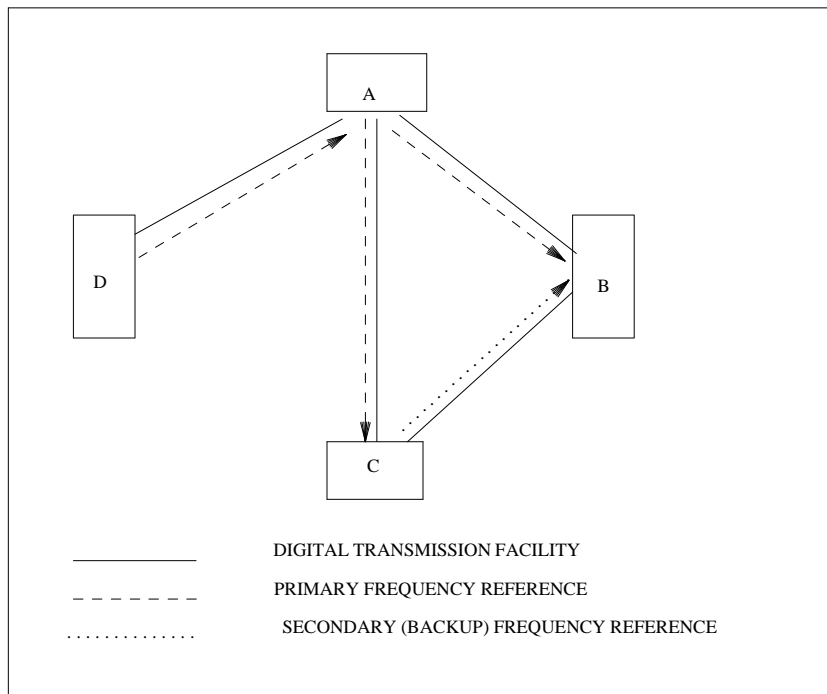 A
D
B
C
DIGITAL TRANSMISSION FACILITY
PRIMARY FREQUENCY REFERENCE
SECONDARY (BACKUP) FREQUENCY REFERENCE